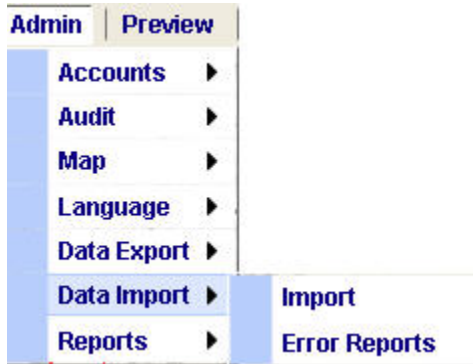 Admin Preview
Accounts
Audit
Map
Language
Data Export
Data Import Import
Reports Error Reports